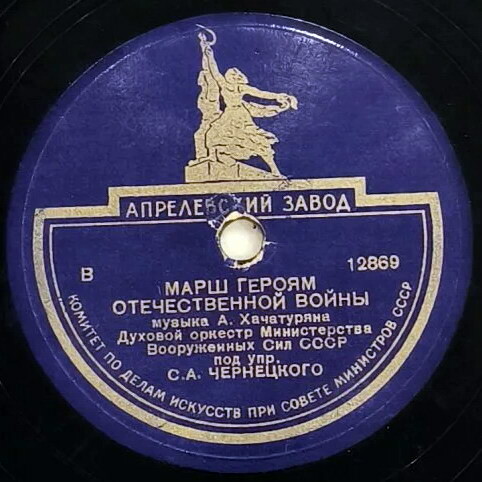 АПРЕЛЕВСКИЙ ЗАВОД
В 12869
МАРШ ГЕРОЯМ
ОТЕЧЕСТВЕННОЙ ВОЙНЫ
музыка А. Хачатуряна
Духовой оркестр Министерства
Вооруженных Сил СССР
под упр.
С.А. ЧЕРНЕЦКОГО
КОМИТЕТ ПО ДЕЛАМ ИСКУССТВ ПРИ СОВЕТЕ МИНИСТРОВ СССР